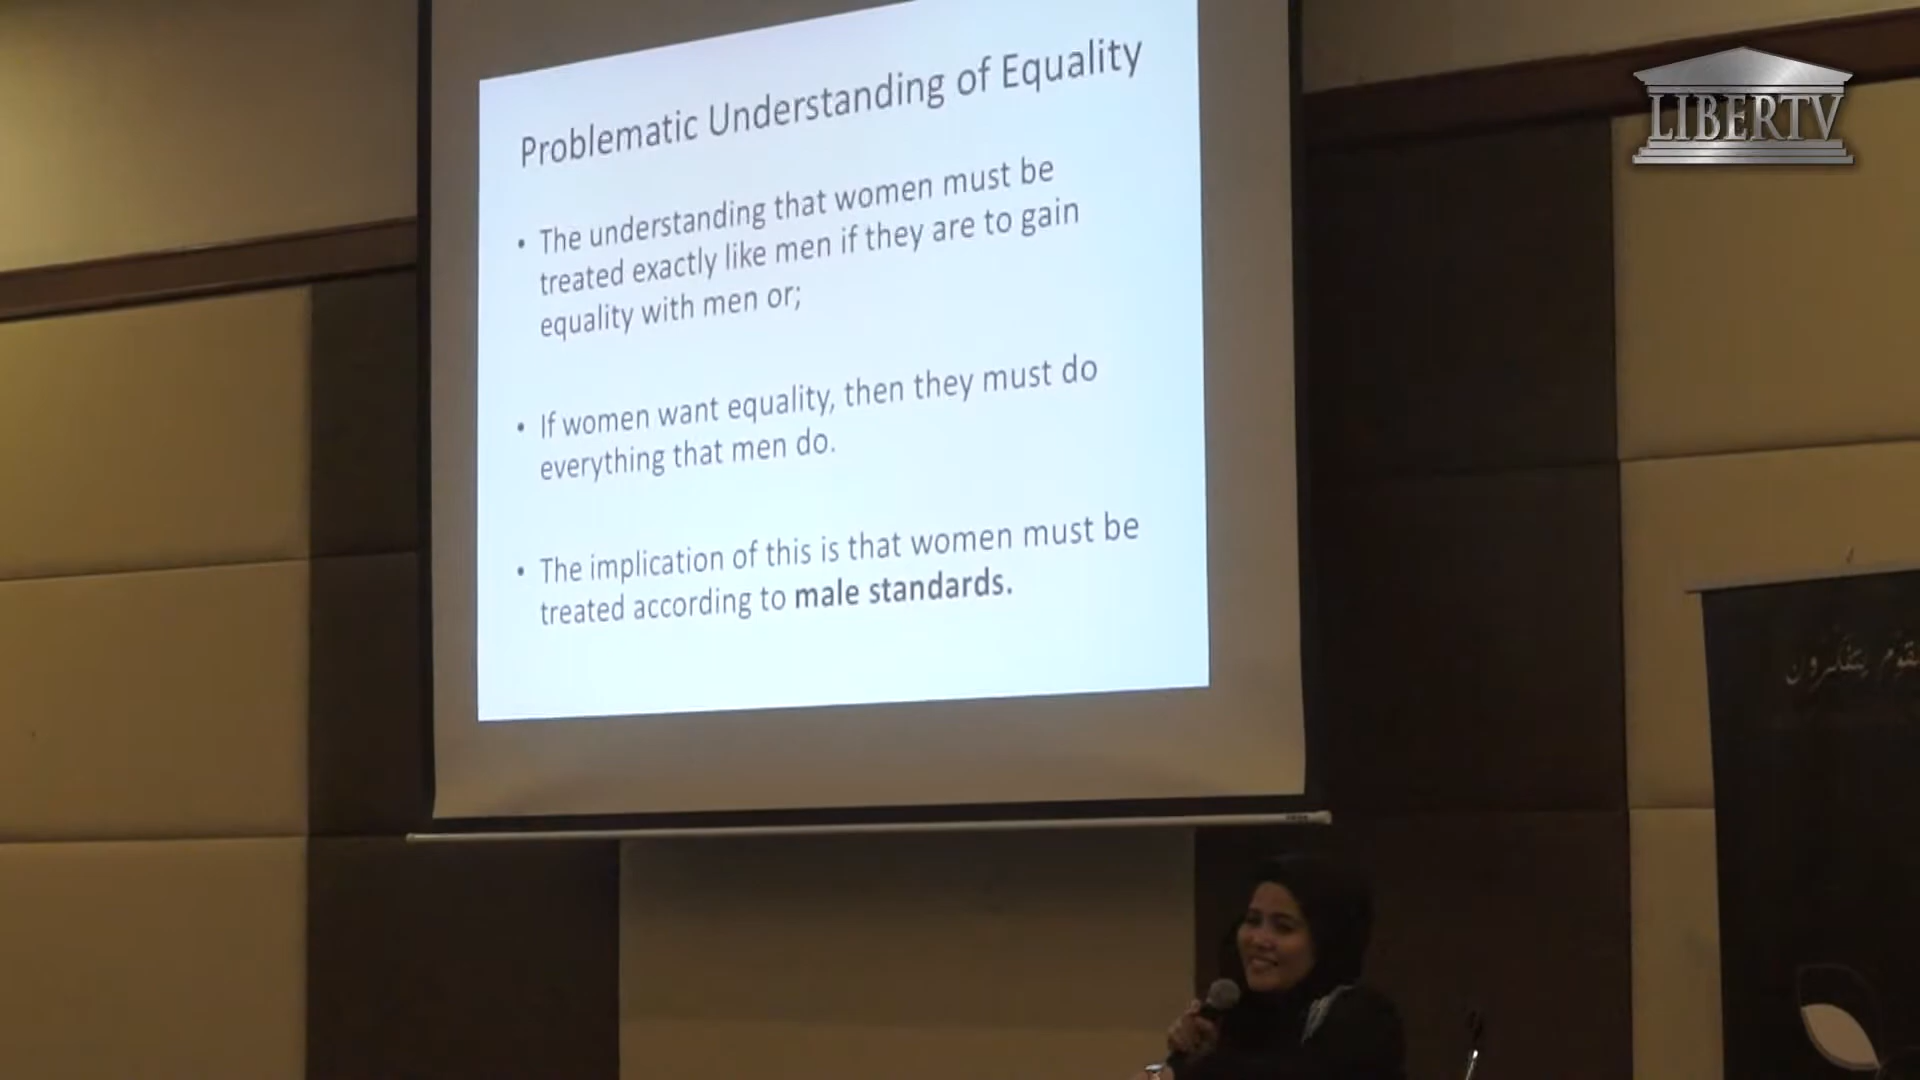 Problematic Understanding of Equality
• The understanding that women must be
treated exactly like men if they are to gain
equality with men or;
• If women want equality, then they must do
everything that men do.
• The implication of this is that women must be
treated according to male standards.
LIBERTV
لقوم يتفكرون